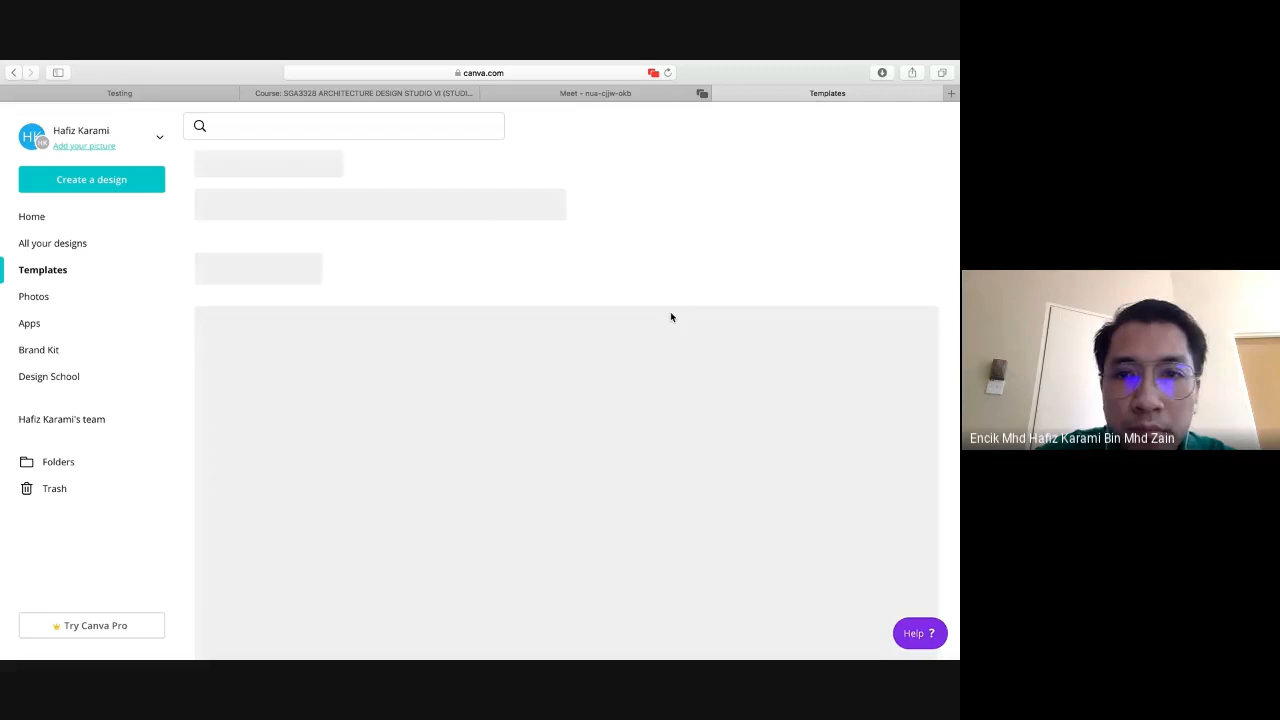 canva.com
Testing
Course: SGA3328 ARCHITECTURE DESIGN STUDIO VI (STUDI...
Meet - nua-cjjw-okb
Templates
HK
HK
Hafiz Karami
Add your picture
Create a design
Home
All your designs
Templates
Photos
Apps
Brand Kit
Design School
Hafiz Karami's team
Folders
Trash
Try Canva Pro
Help ?
Encik Mhd Hafiz Karami Bin Mhd Zain